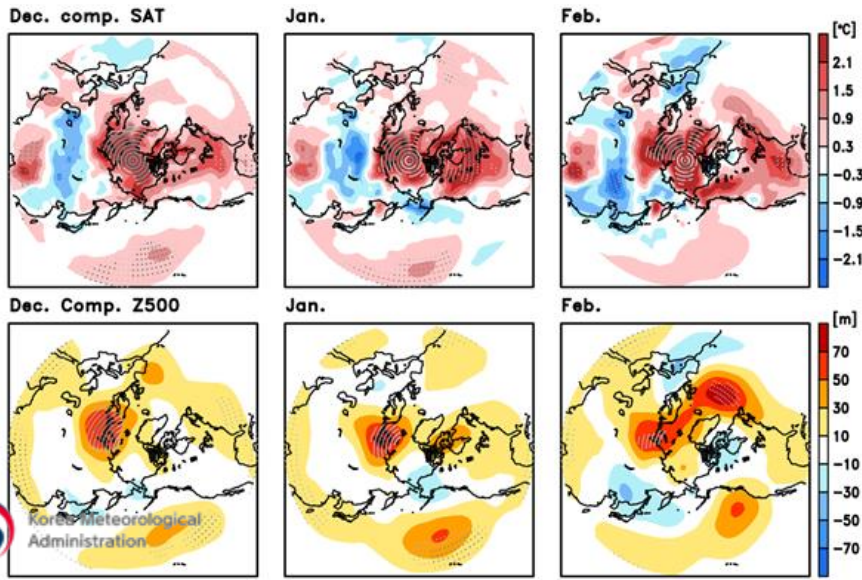 Dec. comp. SAT
Jan.
Feb.
[°C]
2.1
1.5
0.9
0.3
−0.3
−0.9
−1.5
−2.1
Dec. Comp. Z500
Jan.
Feb.
[m]
70
50
30
10
−10
−30
−50
−70
Korea Meteorological
Administration